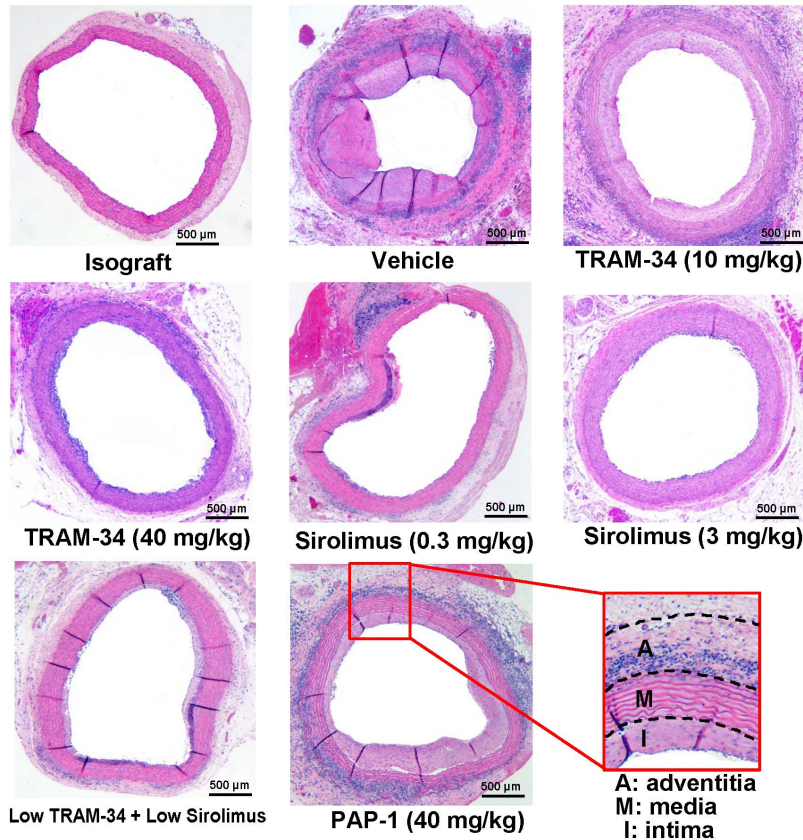 500 µm
500 µm
500 µm
Isograft
Vehicle
TRAM-34 (10 mg/kg)
500 µm
500 µm
500 µm
TRAM-34 (40 mg/kg)
Sirolimus (0.3 mg/kg)
Sirolimus (3 mg/kg)
A
M
I
500 µm
500 µm
Low TRAM-34 + Low Sirolimus
PAP-1 (40 mg/kg)
A: adventitia
M: media
I: intima